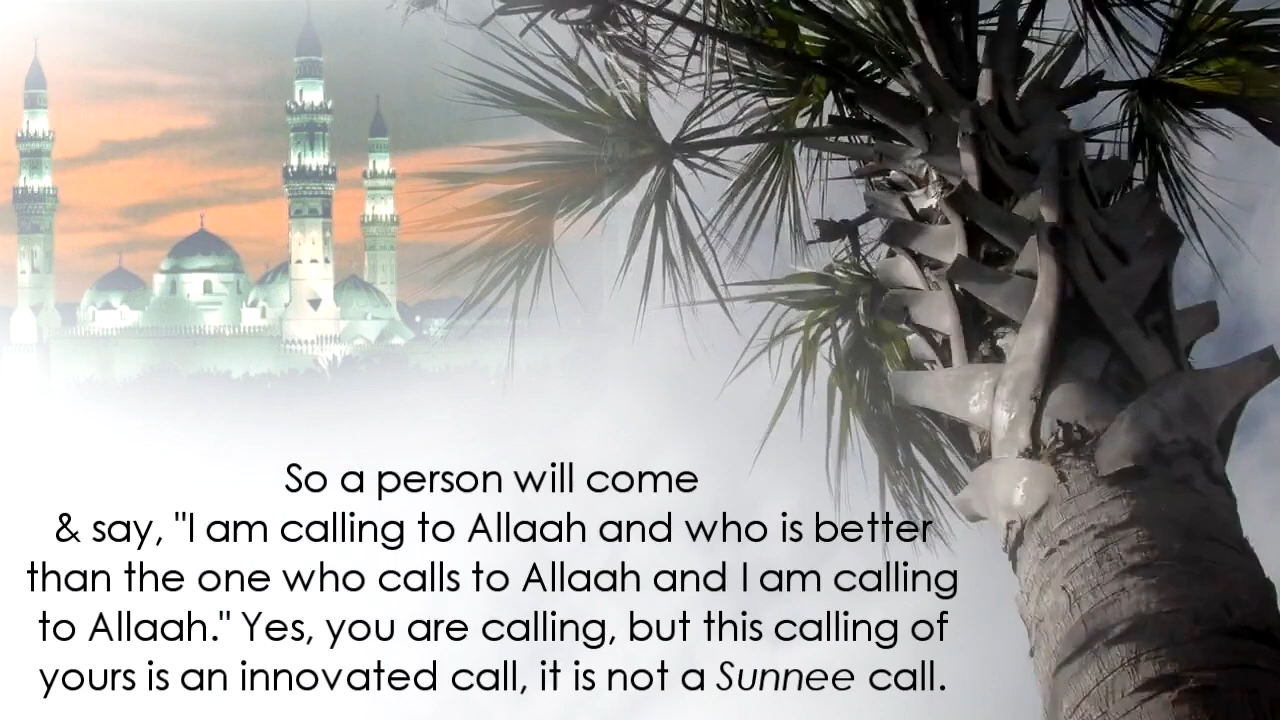 So a person will come
& say, "I am calling to Allaah and who is better
than the one who calls to Allaah and I am calling
to Allaah." Yes, you are calling, but this calling of
yours is an innovated call, it is not a Sunnee call.